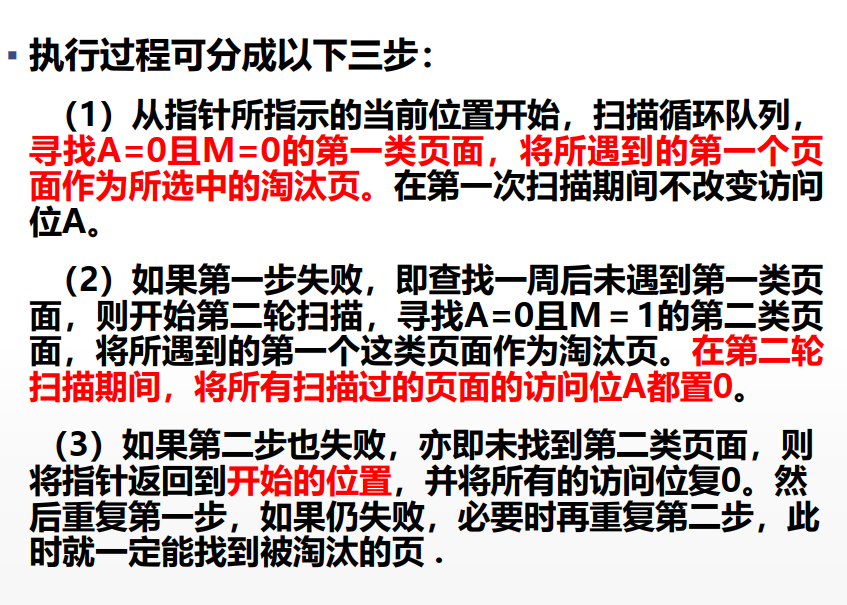 ▪ 执行过程可分成以下三步：
（1）从指针所指示的当前位置开始，扫描循环队列，
寻找A=0且M=0的第一类页面，将所遇到的第一个页
面作为所选中的淘汰页。在第一次扫描期间不改变访问
位A。
（2）如果第一步失败，即查找一周后未遇到第一类页
面，则开始第二轮扫描，寻找A=0且M＝1的第二类页
面，将所遇到的第一个这类页面作为淘汰页。在第二轮
扫描期间，将所有扫描过的页面的访问位A都置0。
（3）如果第二步也失败，亦即未找到第二类页面，则
将指针返回到开始的位置，并将所有的访问位复0。然
后重复第一步，如果仍失败，必要时再重复第二步，此
时就一定能找到被淘汰的页．